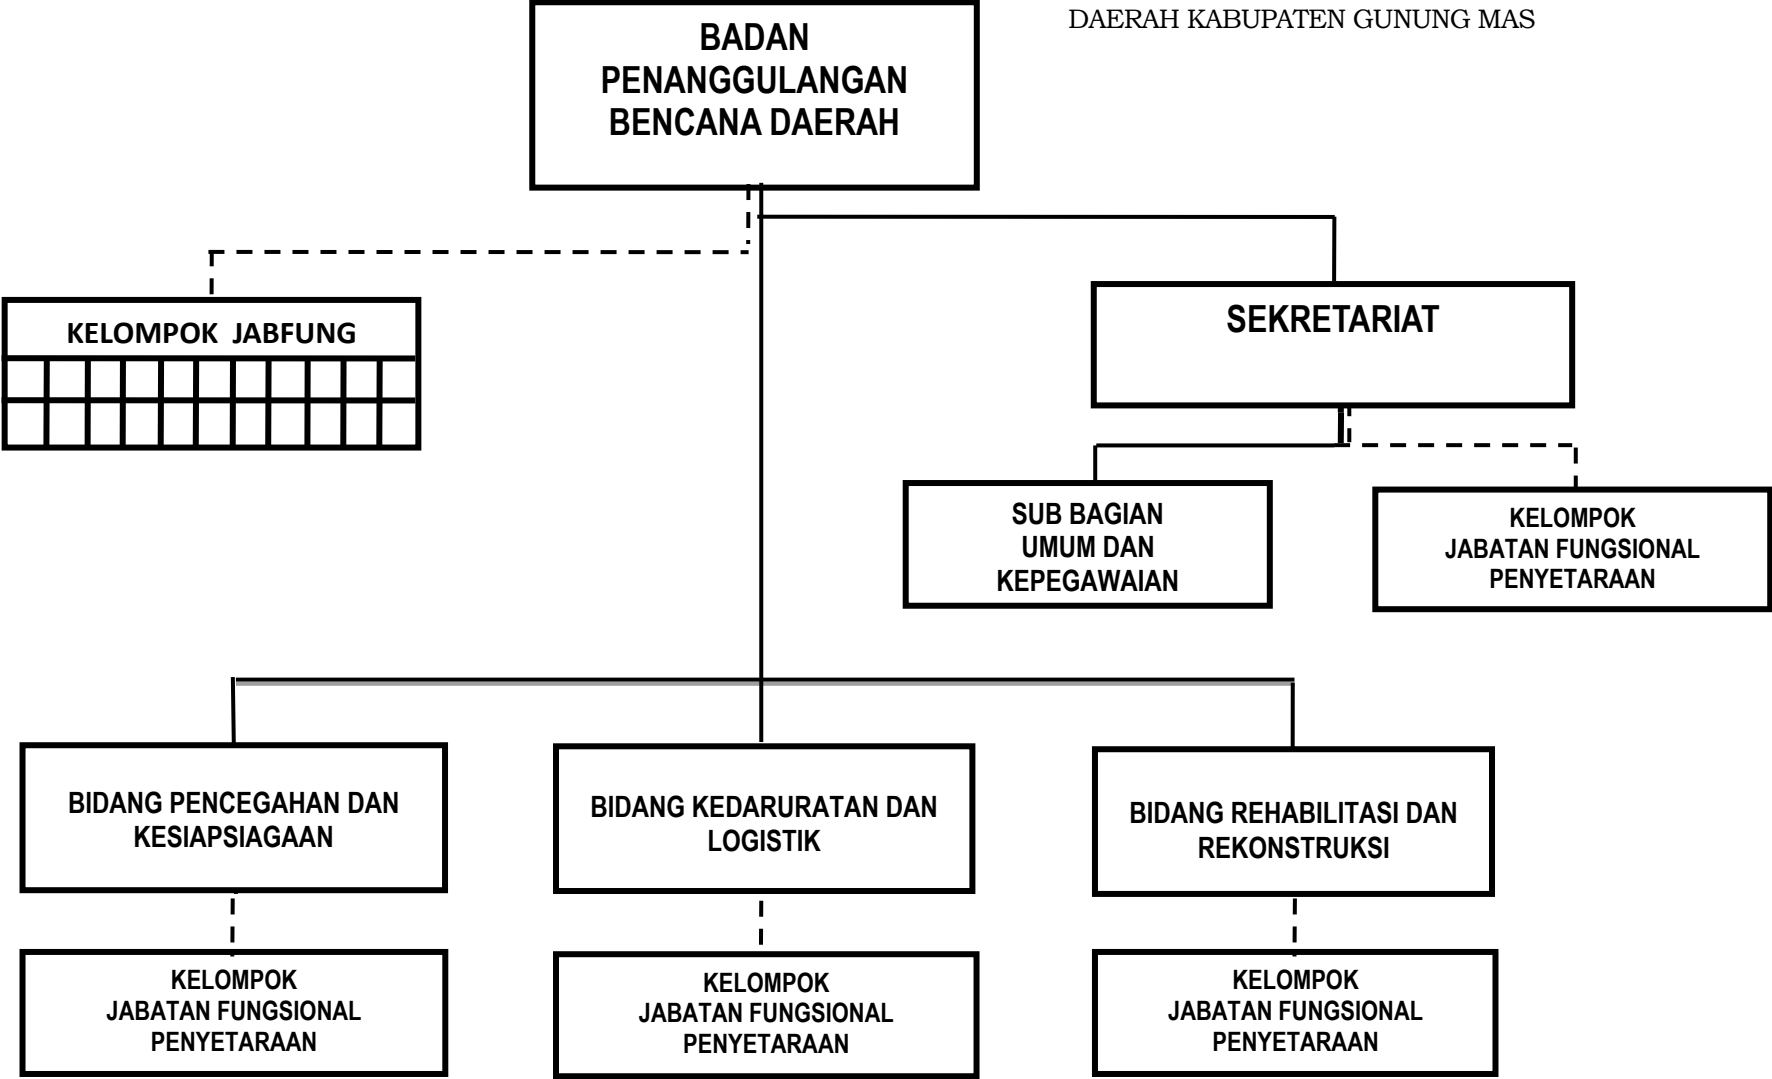 DAERAH KABUPATEN GUNUNG MAS
BADAN
PENANGGULANGAN
BENCANA DAERAH
KELOMPOK JABFUNG
SEKRETARIAT
SUB BAGIAN
UMUM DAN
KEPEGAWAIAN
KELOMPOK
JABATAN FUNGSIONAL
PENYETARAAN
BIDANG PENCEGAHAN DAN
KESIAPSIAGAAN
BIDANG KEDARURATAN DAN
LOGISTIK
BIDANG REHABILITASI DAN
REKONSTRUKSI
KELOMPOK
JABATAN FUNGSIONAL
PENYETARAAN
KELOMPOK
JABATAN FUNGSIONAL
PENYETARAAN
KELOMPOK
JABATAN FUNGSIONAL
PENYETARAAN